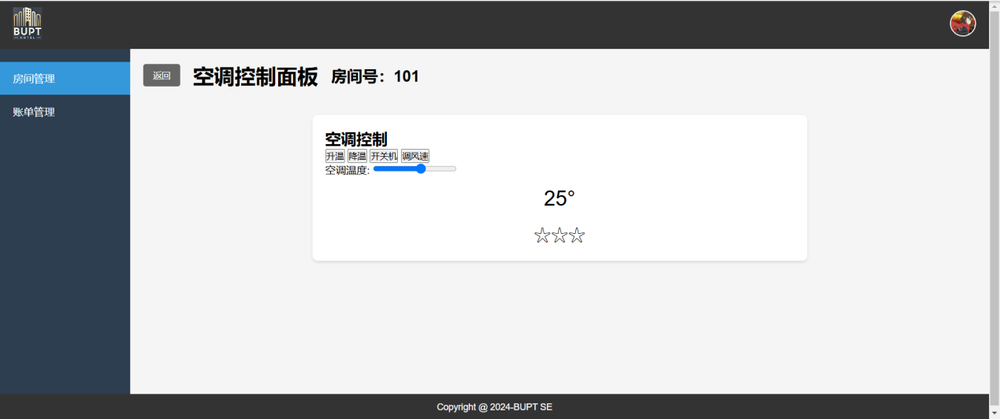 BUPT
HOTEL
房间管理
账单管理
返回 空调控制面板 房间号：101
空调控制
升温 降温 开关机 调风速
空调温度:
25°
☆☆☆
Copyright @ 2024-BUPT SE